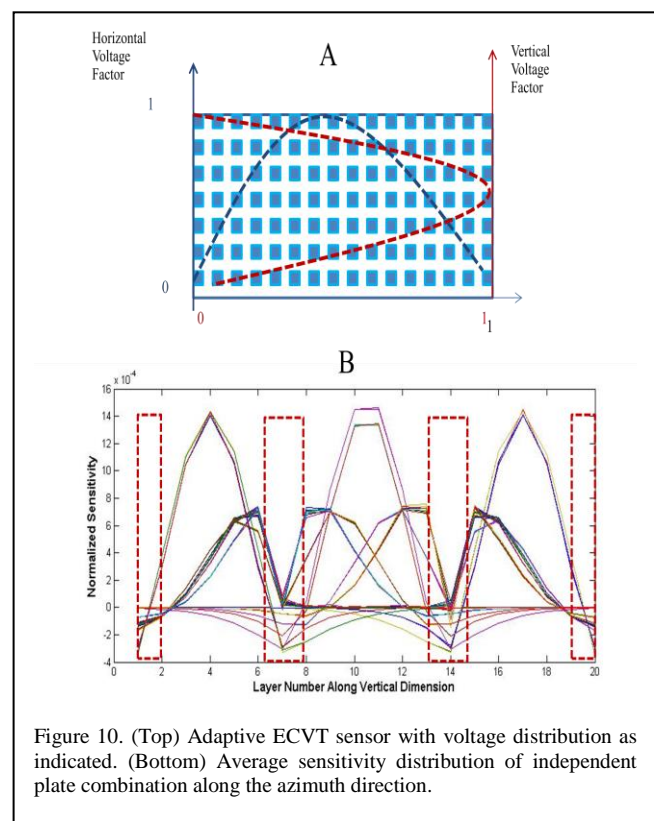 Horizontal
Voltage
Factor
A
Vertical
Voltage
Factor
1
0
0
1
1
B
x 10⁻⁴
16
14
12
10
8
6
4
2
0
-2
-4
0 2 4 6 8 10 12 14 16 18 20
Normalized Sensitivity
Layer Number Along Vertical Dimension
Figure 10. (Top) Adaptive ECVT sensor with voltage distribution as
indicated. (Bottom) Average sensitivity distribution of independent
plate combination along the azimuth direction.